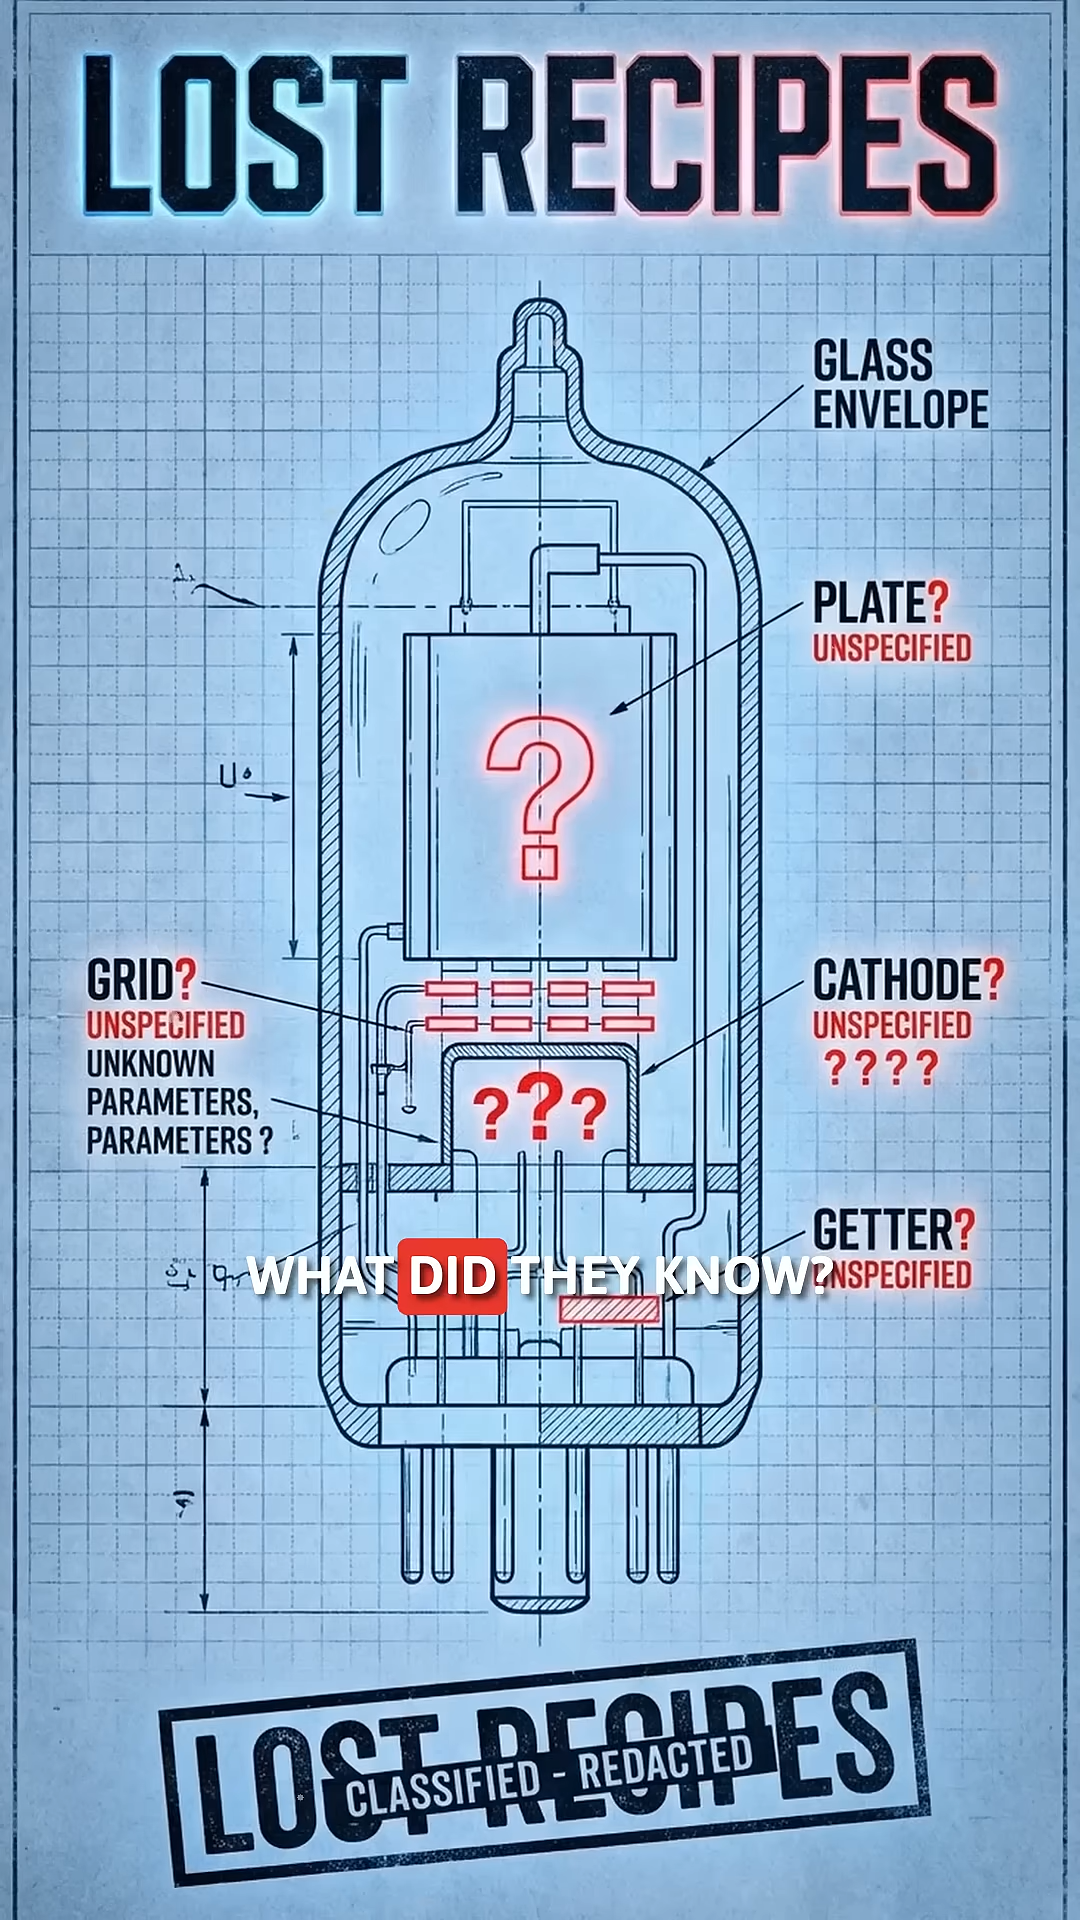 LOST RECIPES
GLASS
ENVELOPE
PLATE?
UNSPECIFIED
?
GRID?
UNSPECIFIED
UNKNOWN
PARAMETERS,
PARAMETERS ?
CATHODE?
UNSPECIFIED
????
???
GETTER?
UNSPECIFIED
WHAT DID THEY KNOW?
LOST RECIPES
CLASSIFIED - REDACTED